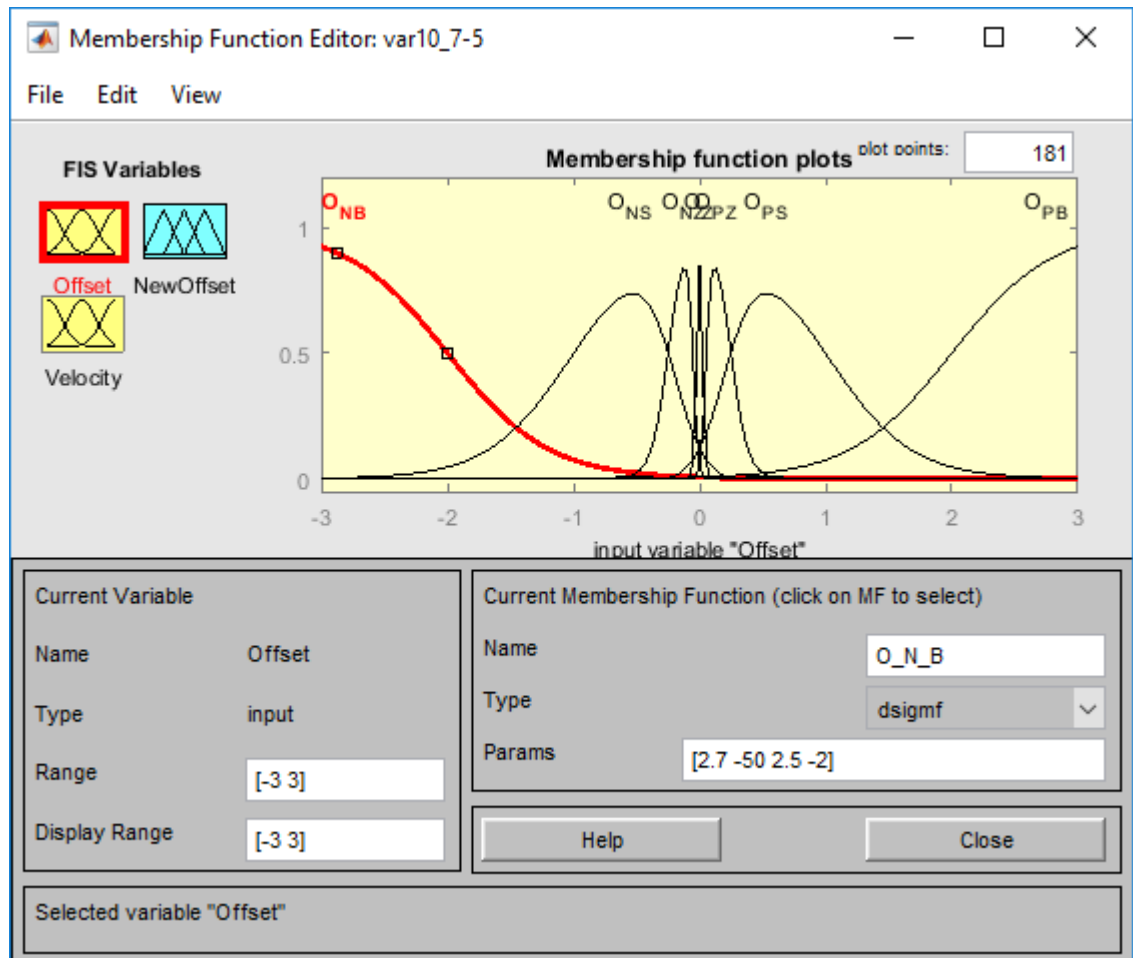 Membership Function Editor: var10_7-5
File Edit View
FIS Variables
Offset NewOffset
Velocity
Membership function plots
plot points:
181
O_NB O_NS O_NZ O_PZ O_PS O_PB
1
0.5
0
-3 -2 -1 0 1 2 3
input variable "Offset"
Current Variable
Name Offset
Type input
Range [-3 3]
Display Range [-3 3]
Current Membership Function (click on MF to select)
Name O_N_B
Type dsigmf
Params [2.7 -50 2.5 -2]
Help Close
Selected variable "Offset"